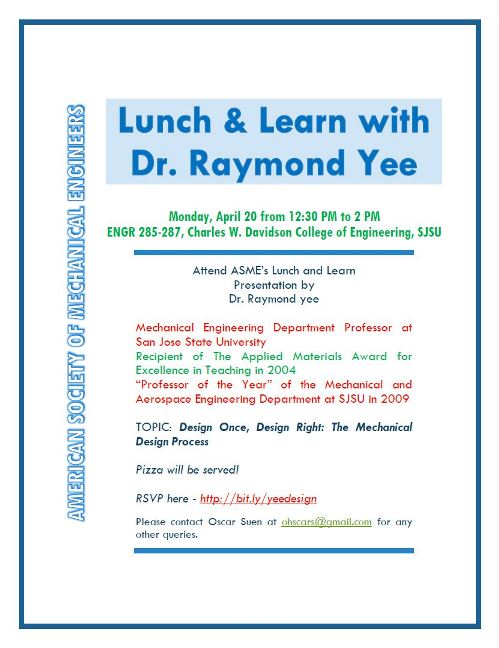 AMERICAN SOCIETY OF MECHANICAL ENGINEERS
Lunch & Learn with
Dr. Raymond Yee
Monday, April 20 from 12:30 PM to 2 PM
ENGR 285-287, Charles W. Davidson College of Engineering, SJSU
Attend ASME's Lunch and Learn
Presentation by
Dr. Raymond yee
Mechanical Engineering Department Professor at
San Jose State University
Recipient of The Applied Materials Award for
Excellence in Teaching in 2004
"Professor of the Year" of the Mechanical and
Aerospace Engineering Department at SJSU in 2009
TOPIC: Design Once, Design Right: The Mechanical
Design Process
Pizza will be served!
RSVP here - http://bit.ly/yeedesign
Please contact Oscar Suen at ohscars@gmail.com for any
other queries.